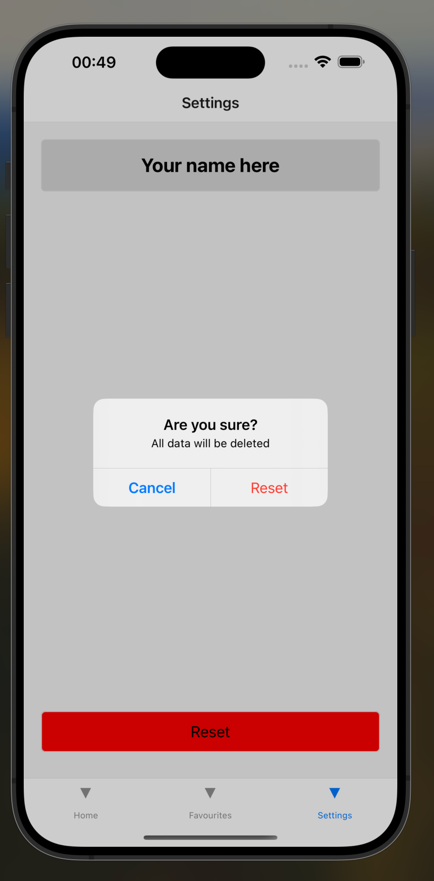 00:49
Settings
Your name here
Are you sure?
All data will be deleted
Cancel
Reset
Reset
Home
Favourites
Settings